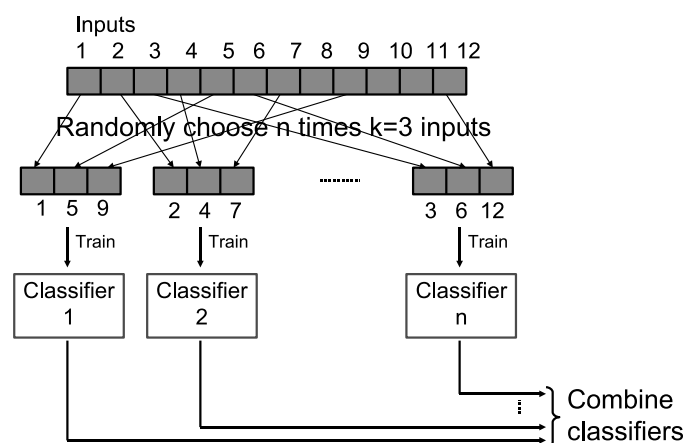 Inputs
1 2 3 4 5 6 7 8 9 10 11 12
Randomly choose n times k=3 inputs
1 5 9
2 4 7
3 6 12
Train
Train
Train
Classifier
1
Classifier
2
Classifier
n
Combine
classifiers